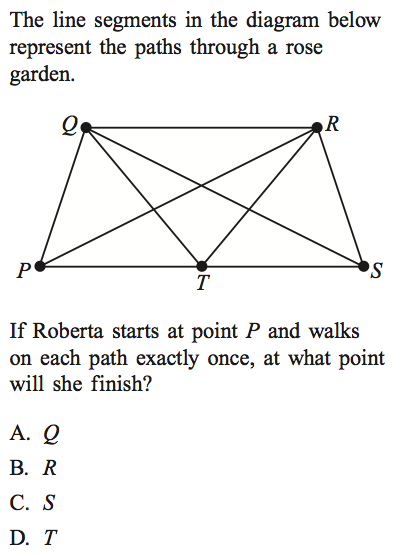 The line segments in the diagram below
represent the paths through a rose
garden.
Q
R
P
T
S
If Roberta starts at point P and walks
on each path exactly once, at what point
will she finish?
A. Q
B. R
C. S
D. T